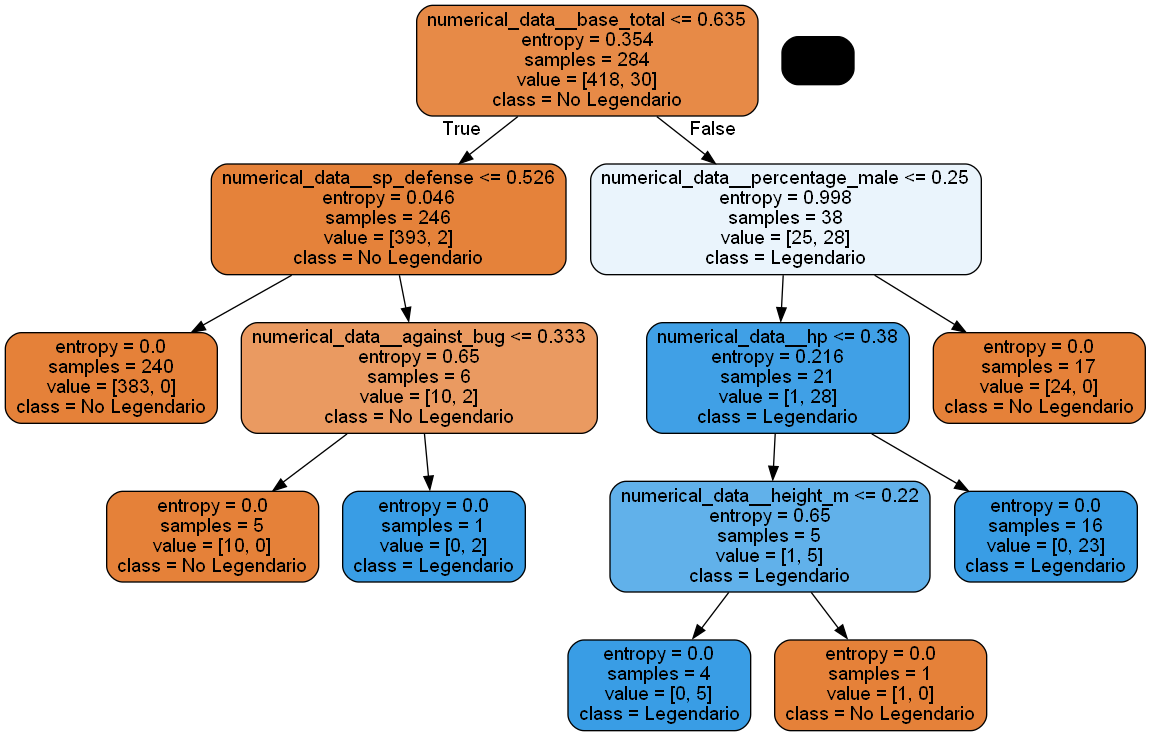 numerical_data__base_total <= 0.635
entropy = 0.354
samples = 284
value = [418, 30]
class = No Legendario
True
False
numerical_data__sp_defense <= 0.526
entropy = 0.046
samples = 246
value = [393, 2]
class = No Legendario
numerical_data__percentage_male <= 0.25
entropy = 0.998
samples = 38
value = [25, 28]
class = Legendario
entropy = 0.0
samples = 240
value = [383, 0]
class = No Legendario
numerical_data__against_bug <= 0.333
entropy = 0.65
samples = 6
value = [10, 2]
class = No Legendario
numerical_data__hp <= 0.38
entropy = 0.216
samples = 21
value = [1, 28]
class = Legendario
entropy = 0.0
samples = 17
value = [24, 0]
class = No Legendario
entropy = 0.0
samples = 5
value = [10, 0]
class = No Legendario
entropy = 0.0
samples = 1
value = [0, 2]
class = Legendario
numerical_data__height_m <= 0.22
entropy = 0.65
samples = 5
value = [1, 5]
class = Legendario
entropy = 0.0
samples = 16
value = [0, 23]
class = Legendario
entropy = 0.0
samples = 4
value = [0, 5]
class = Legendario
entropy = 0.0
samples = 1
value = [1, 0]
class = No Legendario